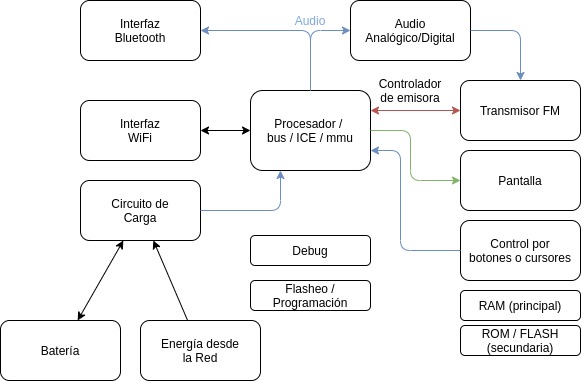 Interfaz
Bluetooth
Audio
Audio
Analógico/Digital
Controlador
de emisora
Interfaz
WiFi
Procesador /
bus / ICE / mmu
Transmisor FM
Pantalla
Circuito de
Carga
Debug
Control por
botones o cursores
Flasheo /
Programación
RAM (principal)
ROM / FLASH
(secundaria)
Batería
Energía desde
la Red